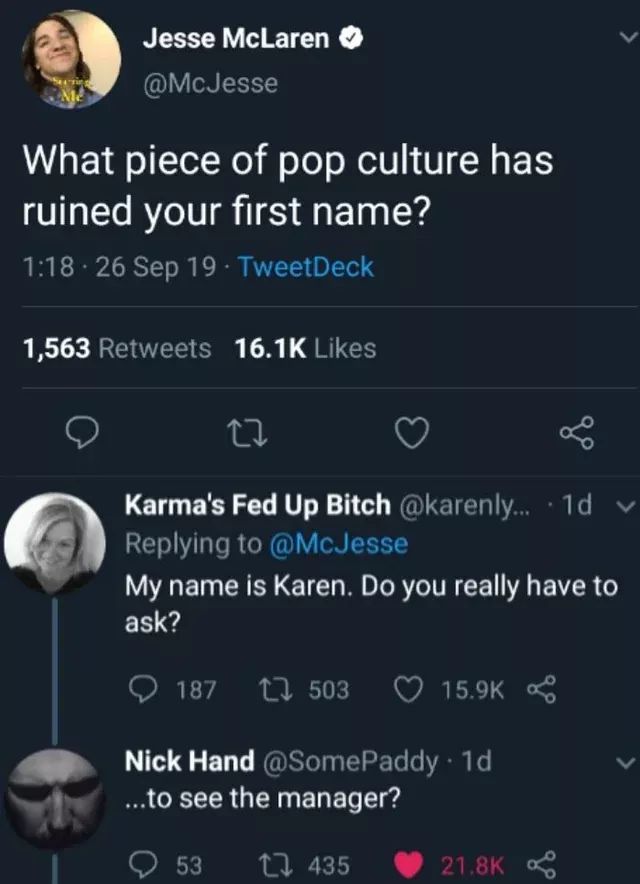 Jesse McLaren
@McJesse
What piece of pop culture has
ruined your first name?
1:18 · 26 Sep 19 · TweetDeck
1,563 Retweets 16.1K Likes
Karma's Fed Up Bitch @karenly... · 1d
Replying to @McJesse
My name is Karen. Do you really have to
ask?
187 503 15.9K
Nick Hand @SomePaddy · 1d
...to see the manager?
53 435 21.8K